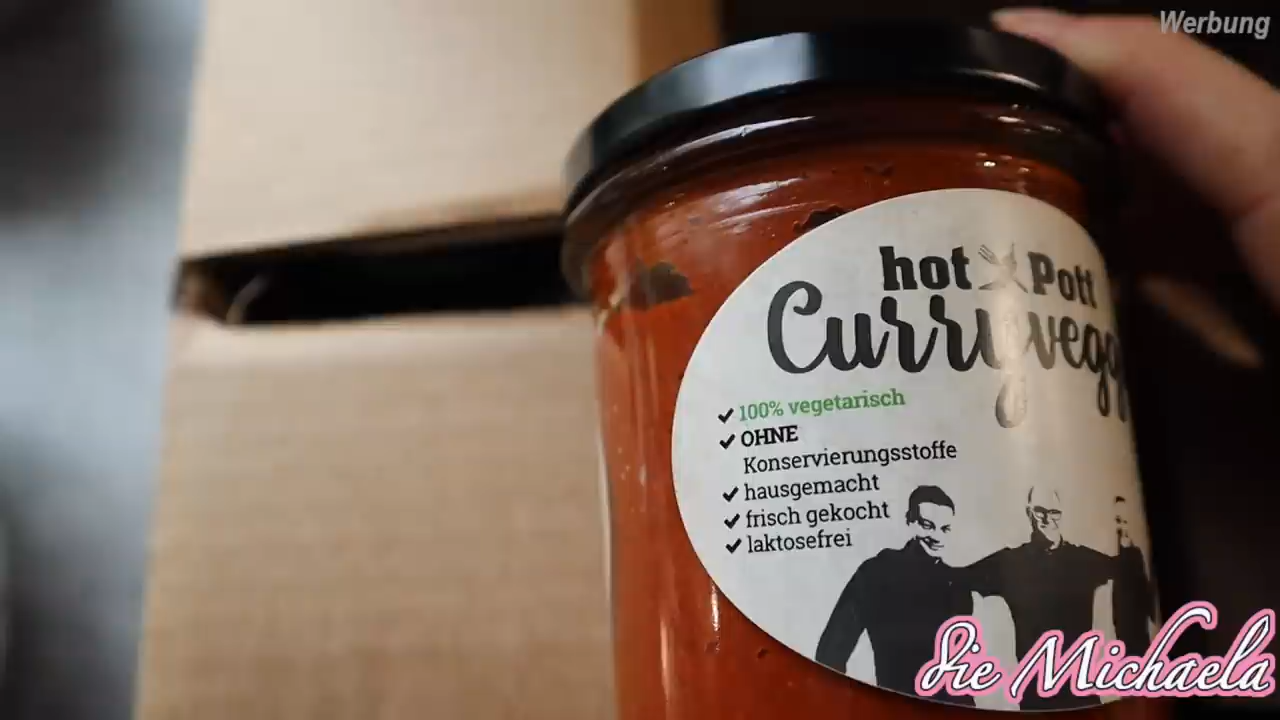 Werbung
hot Pott
✓ 100% vegetarisch
✓ OHNE
Konservierungsstoffe
✓ hausgemacht
✓ frisch gekocht
✓ laktosefrei
die Michaela